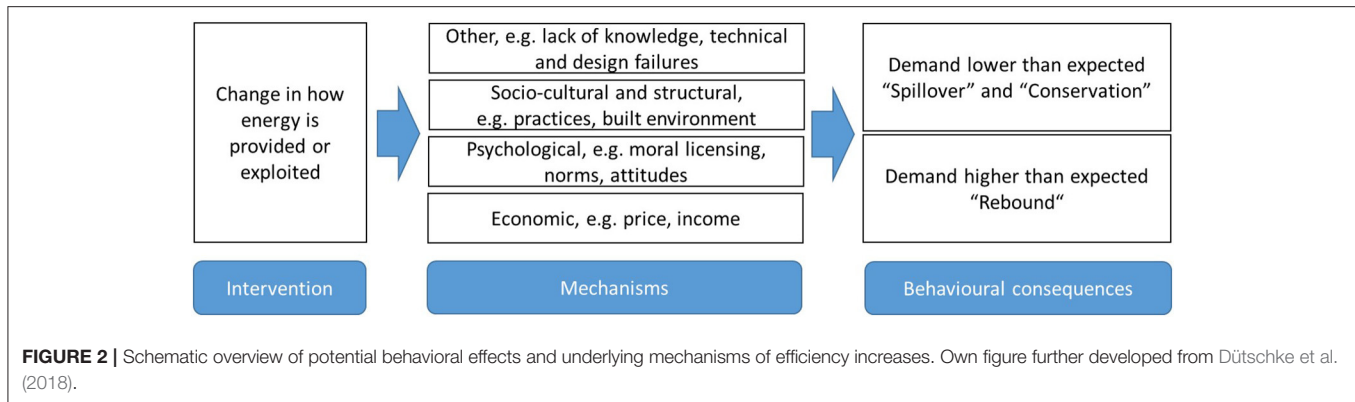 Change in how
energy is
provided or
exploited
Other, e.g. lack of knowledge, technical
and design failures
Socio-cultural and structural,
e.g. practices, built environment
Psychological, e.g. moral licensing,
norms, attitudes
Economic, e.g. price, income
Demand lower than expected
“Spillover” and “Conservation”
Demand higher than expected
“Rebound“
Intervention
Mechanisms
Behavioural consequences
FIGURE 2 | Schematic overview of potential behavioral effects and underlying mechanisms of efficiency increases. Own figure further developed from Dütschke et al.
(2018).